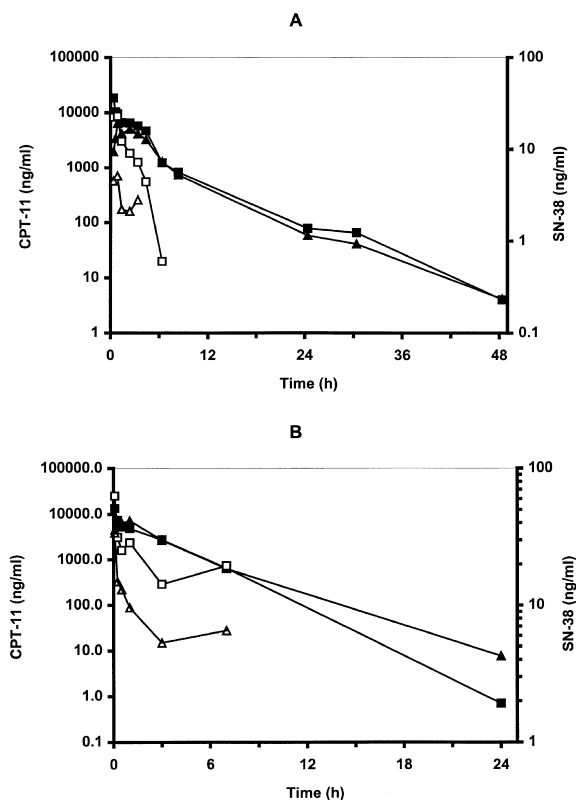 A
100000
10000
1000
100
10
1
CPT-11 (ng/ml)
100
10
1
0.1
SN-38 (ng/ml)
0 12 24 36 48
Time (h)
B
100000.0
10000.0
1000.0
100.0
10.0
1.0
0.1
CPT-11 (ng/ml)
100
10
1
SN-38 (ng/ml)
0 6 12 18 24
Time (h)